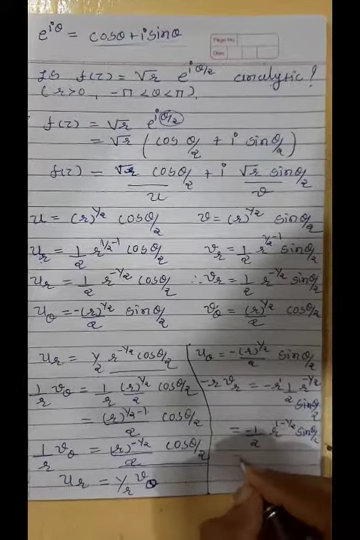 e^{iθ} = cosθ + i sinθ
Is f(z) = √r e^{iθ/2} analytic?
(r>0, -π<θ<π).
f(z) = √r e^{iθ/2}
= √r (cos θ/2 + i sin θ/2)
f(z) = √r cos θ/2 + i √r sin θ/2
u v
u = (r)^{1/2} cos θ/2 v = (r)^{1/2} sin θ/2
u_r = 1/2 r^{1/2-1} cos θ/2 v_r = 1/2 r^{1/2-1} sin θ/2
u_r = 1/2 r^{-1/2} cos θ/2 ∴ v_r = 1/2 r^{-1/2} sin θ/2
u_θ = -(r)^{1/2}/2 sin θ/2 v_θ = (r)^{1/2}/2 cos θ/2
u_r = 1/2 r^{-1/2} cos θ/2
1/r v_θ = 1/r (r)^{1/2}/2 cos θ/2
= (r)^{1/2-1}/2 cos θ/2
1/r v_θ = (r)^{-1/2}/2 cos θ/2
u_r = 1/r v_θ
u_θ = -(r)^{1/2}/2 sin θ/2
-r v_r = -r^1 1/2 r^{-1/2} sin θ/2
= -1/2 r^{1-1/2} sin θ/2